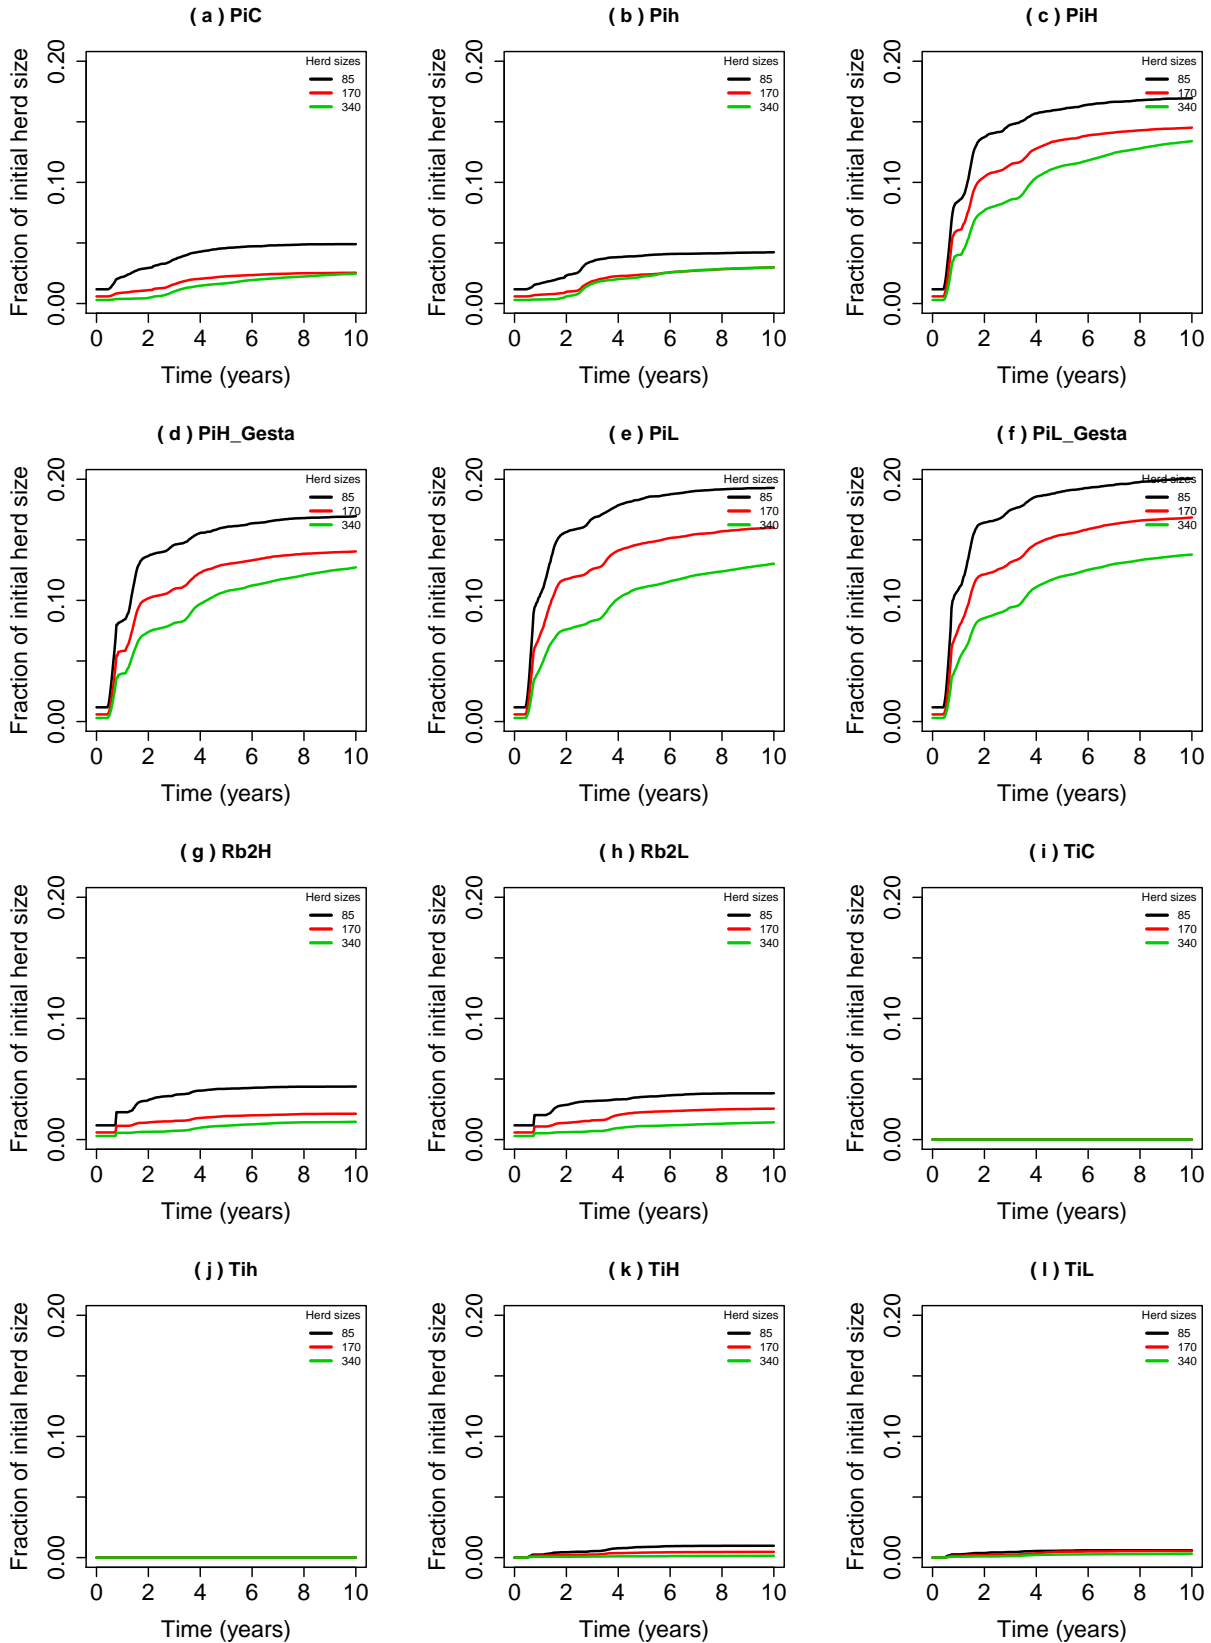 ( a ) PiC
Fraction of initial herd size
0.00
0.10
0.20
Herd sizes
85
170
340
0 2 4 6 8 10
Time (years)
( b ) Pih
Fraction of initial herd size
0.00
0.10
0.20
Herd sizes
85
170
340
0 2 4 6 8 10
Time (years)
( c ) PiH
Fraction of initial herd size
0.00
0.10
0.20
Herd sizes
85
170
340
0 2 4 6 8 10
Time (years)
( d ) PiH_Gesta
Fraction of initial herd size
0.00
0.10
0.20
Herd sizes
85
170
340
0 2 4 6 8 10
Time (years)
( e ) PiL
Fraction of initial herd size
0.00
0.10
0.20
Herd sizes
85
170
340
0 2 4 6 8 10
Time (years)
( f ) PiL_Gesta
Fraction of initial herd size
0.00
0.10
0.20
Herd sizes
85
170
340
0 2 4 6 8 10
Time (years)
( g ) Rb2H
Fraction of initial herd size
0.00
0.10
0.20
Herd sizes
85
170
340
0 2 4 6 8 10
Time (years)
( h ) Rb2L
Fraction of initial herd size
0.00
0.10
0.20
Herd sizes
85
170
340
0 2 4 6 8 10
Time (years)
( i ) TiC
Fraction of initial herd size
0.00
0.10
0.20
Herd sizes
85
170
340
0 2 4 6 8 10
Time (years)
( j ) Tih
Fraction of initial herd size
0.00
0.10
0.20
Herd sizes
85
170
340
0 2 4 6 8 10
Time (years)
( k ) TiH
Fraction of initial herd size
0.00
0.10
0.20
Herd sizes
85
170
340
0 2 4 6 8 10
Time (years)
( l ) TiL
Fraction of initial herd size
0.00
0.10
0.20
Herd sizes
85
170
340
0 2 4 6 8 10
Time (years)